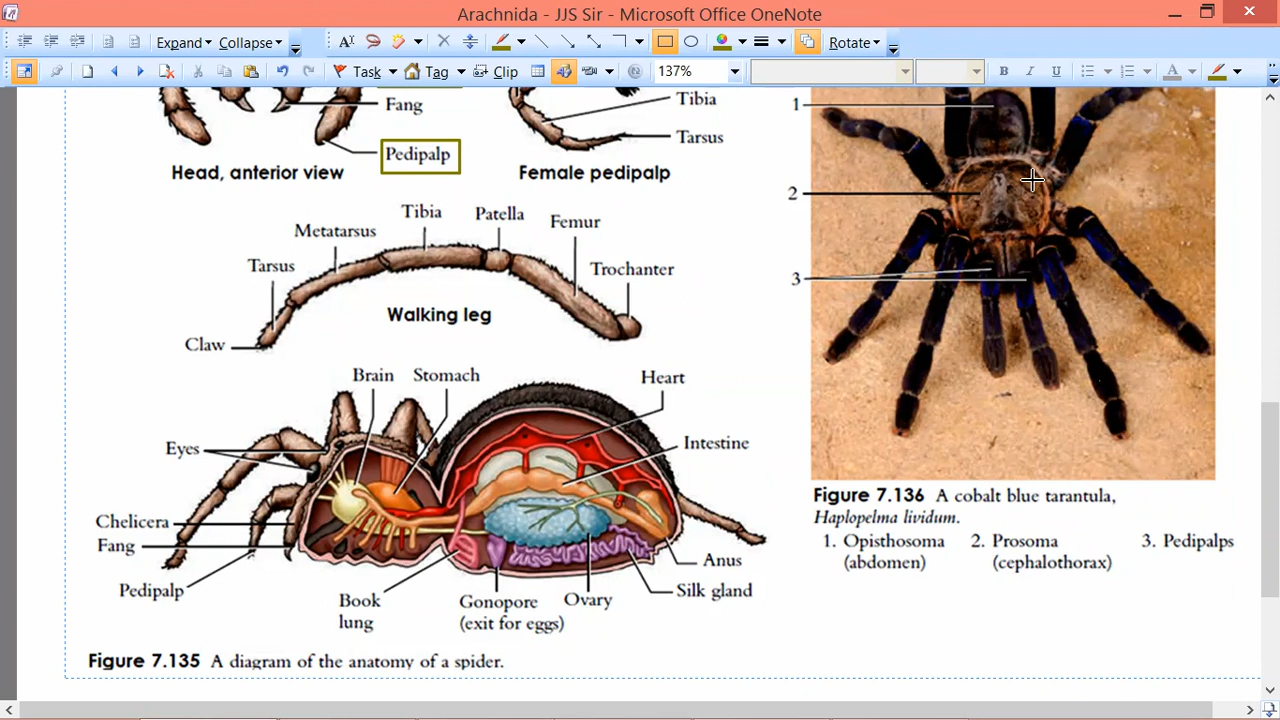 Arachnida - JJS Sir - Microsoft Office OneNote
Expand Collapse Rotate
Task Tag Clip 137% B I U A
Fang
Pedipalp
Head, anterior view
Tibia
Tarsus
Female pedipalp
Tarsus
Metatarsus
Tibia
Patella
Femur
Trochanter
Claw
Walking leg
Brain
Stomach
Heart
Eyes
Intestine
Chelicera
Fang
Pedipalp
Book
lung
Gonopore
(exit for eggs)
Ovary
Silk gland
Anus
Figure 7.135 A diagram of the anatomy of a spider.
1
2
3
Figure 7.136 A cobalt blue tarantula,
Haplopelma lividum.
1. Opisthosoma 2. Prosoma 3. Pedipalps
(abdomen) (cephalothorax)